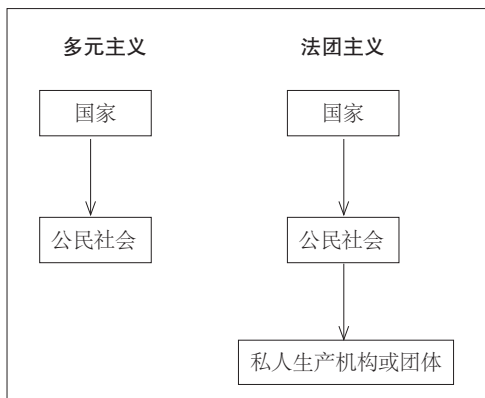 多元主义
法团主义
国家
国家
公民社会
公民社会
私人生产机构或团体